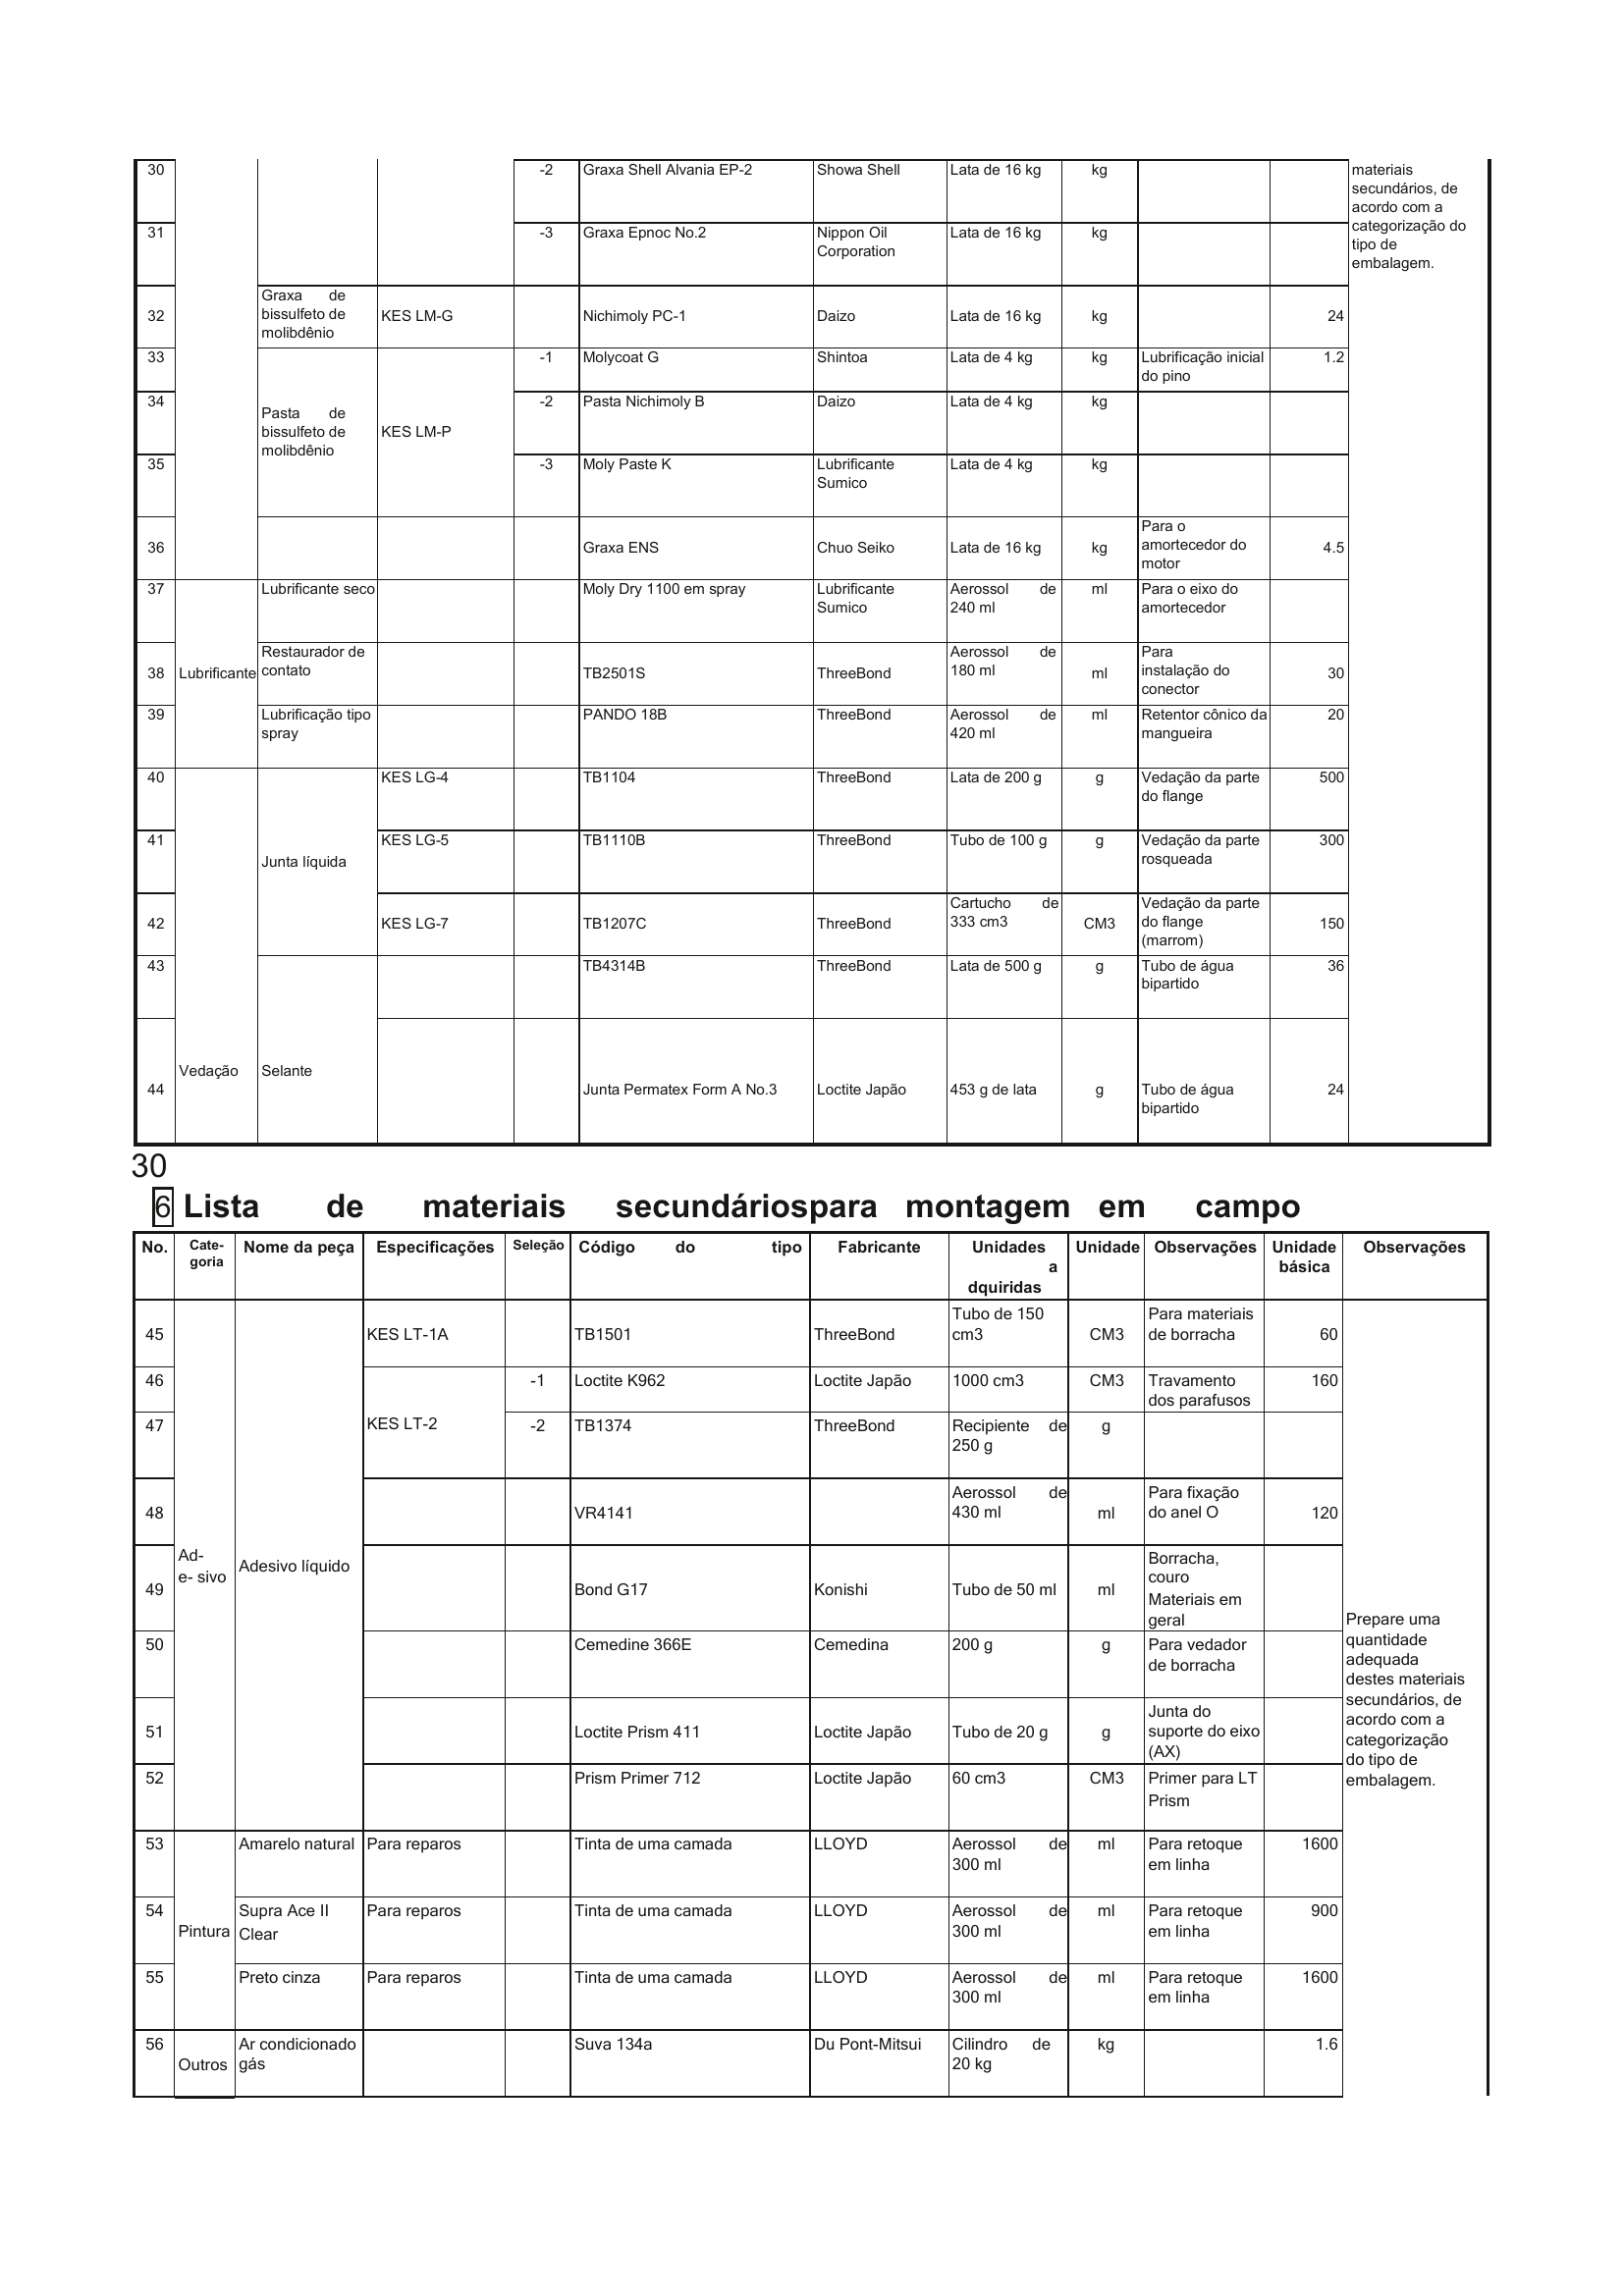 30 -2 Graxa Shell Alvania EP-2 Showa Shell Lata de 16 kg kg materiais
secundários, de
acordo com a
31 -3 Graxa Epnoc No.2 Nippon Oil Lata de 16 kg kg categorização do
Corporation tipo de
embalagem.
Graxa de
32 bissulfeto de KES LM-G Nichimoly PC-1 Daizo Lata de 16 kg kg 24
molibdênio
33 -1 Molycoat G Shintoa Lata de 4 kg kg Lubrificação inicial 1.2
do pino
34 -2 Pasta Nichimoly B Daizo Lata de 4 kg kg
Pasta de
bissulfeto de KES LM-P
molibdênio
35 -3 Moly Paste K Lubrificante Lata de 4 kg kg
Sumico
Para o
36 Graxa ENS Chuo Seiko Lata de 16 kg kg amortecedor do 4.5
motor
37 Lubrificante seco Moly Dry 1100 em spray Lubrificante Aerossol de ml Para o eixo do
Sumico 240 ml amortecedor
Restaurador de Aerossol de Para
38 Lubrificante contato TB2501S ThreeBond 180 ml ml instalação do 30
conector
39 Lubrificação tipo PANDO 18B ThreeBond Aerossol de ml Retentor cônico da 20
spray 420 ml mangueira
40 KES LG-4 TB1104 ThreeBond Lata de 200 g g Vedação da parte 500
do flange
41 KES LG-5 TB1110B ThreeBond Tubo de 100 g g Vedação da parte 300
Junta líquida rosqueada
Cartucho de Vedação da parte
42 KES LG-7 TB1207C ThreeBond 333 cm3 CM3 do flange 150
(marrom)
43 TB4314B ThreeBond Lata de 500 g g Tubo de água 36
bipartido
Vedação Selante
44 Junta Permatex Form A No.3 Loctite Japão 453 g de lata g Tubo de água 24
bipartido
30
6 Lista de materiais secundáriospara montagem em campo
No. Cate- Nome da peça Especificações Seleção Código do tipo Fabricante Unidades Unidade Observações Unidade Observações
goria a básica
dquiridas
Tubo de 150 Para materiais
45 KES LT-1A TB1501 ThreeBond cm3 CM3 de borracha 60
46 -1 Loctite K962 Loctite Japão 1000 cm3 CM3 Travamento 160
dos parafusos
47 KES LT-2 -2 TB1374 ThreeBond Recipiente de g
250 g
Aerossol de Para fixação
48 VR4141 430 ml ml do anel O 120
Ad- Borracha,
e- sivo Adesivo líquido couro
49 Bond G17 Konishi Tubo de 50 ml ml Materiais em
geral Prepare uma
50 Cemedine 366E Cemedina 200 g g Para vedador quantidade
de borracha adequada
destes materiais
Junta do secundários, de
51 Loctite Prism 411 Loctite Japão Tubo de 20 g g suporte do eixo acordo com a
(AX) categorização
do tipo de
52 Prism Primer 712 Loctite Japão 60 cm3 CM3 Primer para LT embalagem.
Prism
53 Amarelo natural Para reparos Tinta de uma camada LLOYD Aerossol de ml Para retoque 1600
300 ml em linha
54 Supra Ace II Para reparos Tinta de uma camada LLOYD Aerossol de ml Para retoque 900
Pintura Clear 300 ml em linha
55 Preto cinza Para reparos Tinta de uma camada LLOYD Aerossol de ml Para retoque 1600
300 ml em linha
56 Ar condicionado Suva 134a Du Pont-Mitsui Cilindro de kg 1.6
Outros gás 20 kg